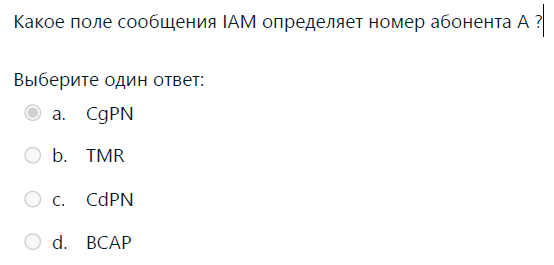 Какое поле сообщения IAM определяет номер абонента А ?
Выберите один ответ:
a. CgPN
b. TMR
c. CdPN
d. BCAP